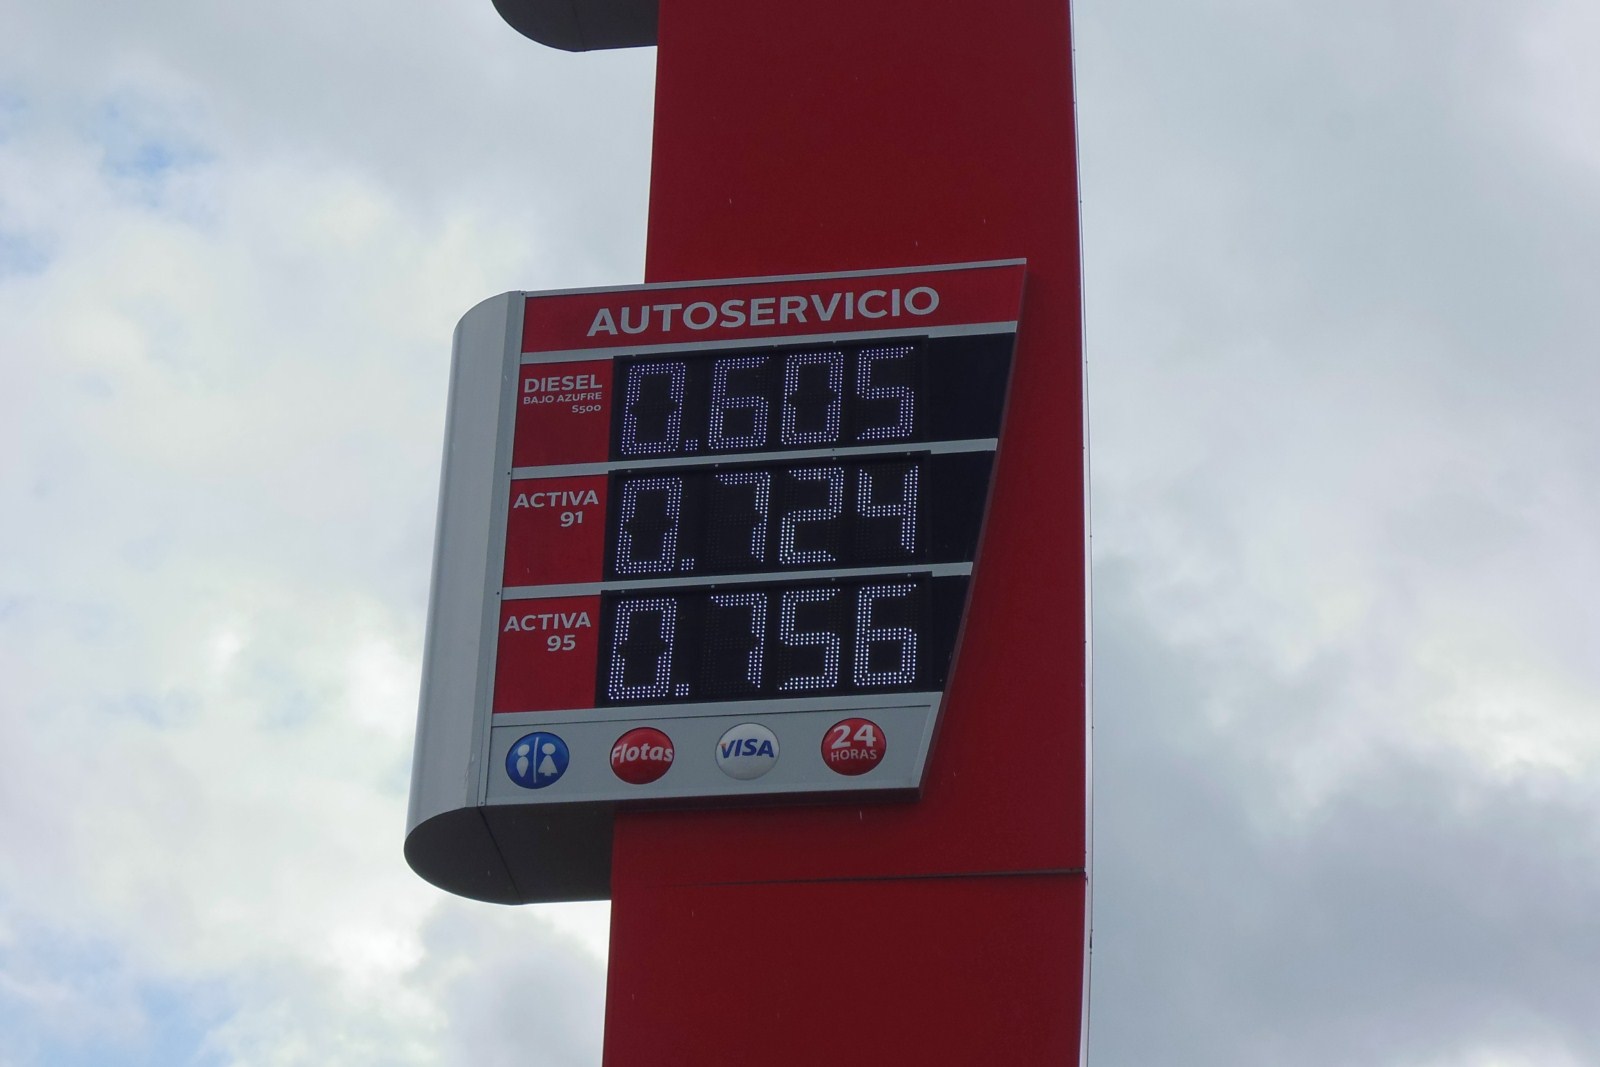 AUTOSERVICIO
DIESEL
BAJO AZUFRE
S500
0.605
ACTIVA
91
0.724
ACTIVA
95
0.756
Flotas
VISA
24
HORAS